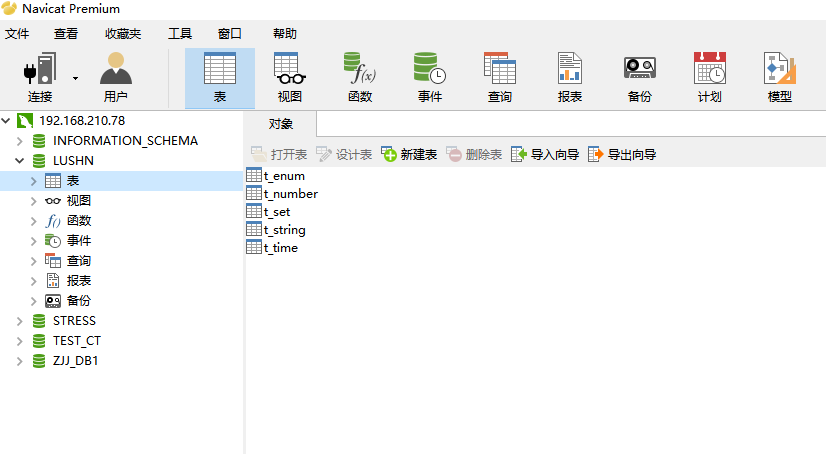 Navicat Premium
文件 查看 收藏夹 工具 窗口 帮助
连接 用户 表 视图 函数 事件 查询 报表 备份 计划 模型
192.168.210.78
INFORMATION_SCHEMA
LUSHN
表
视图
函数
事件
查询
报表
备份
STRESS
TEST_CT
ZJJ_DB1
对象
打开表 设计表 新建表 删除表 导入向导 导出向导
t_enum
t_number
t_set
t_string
t_time